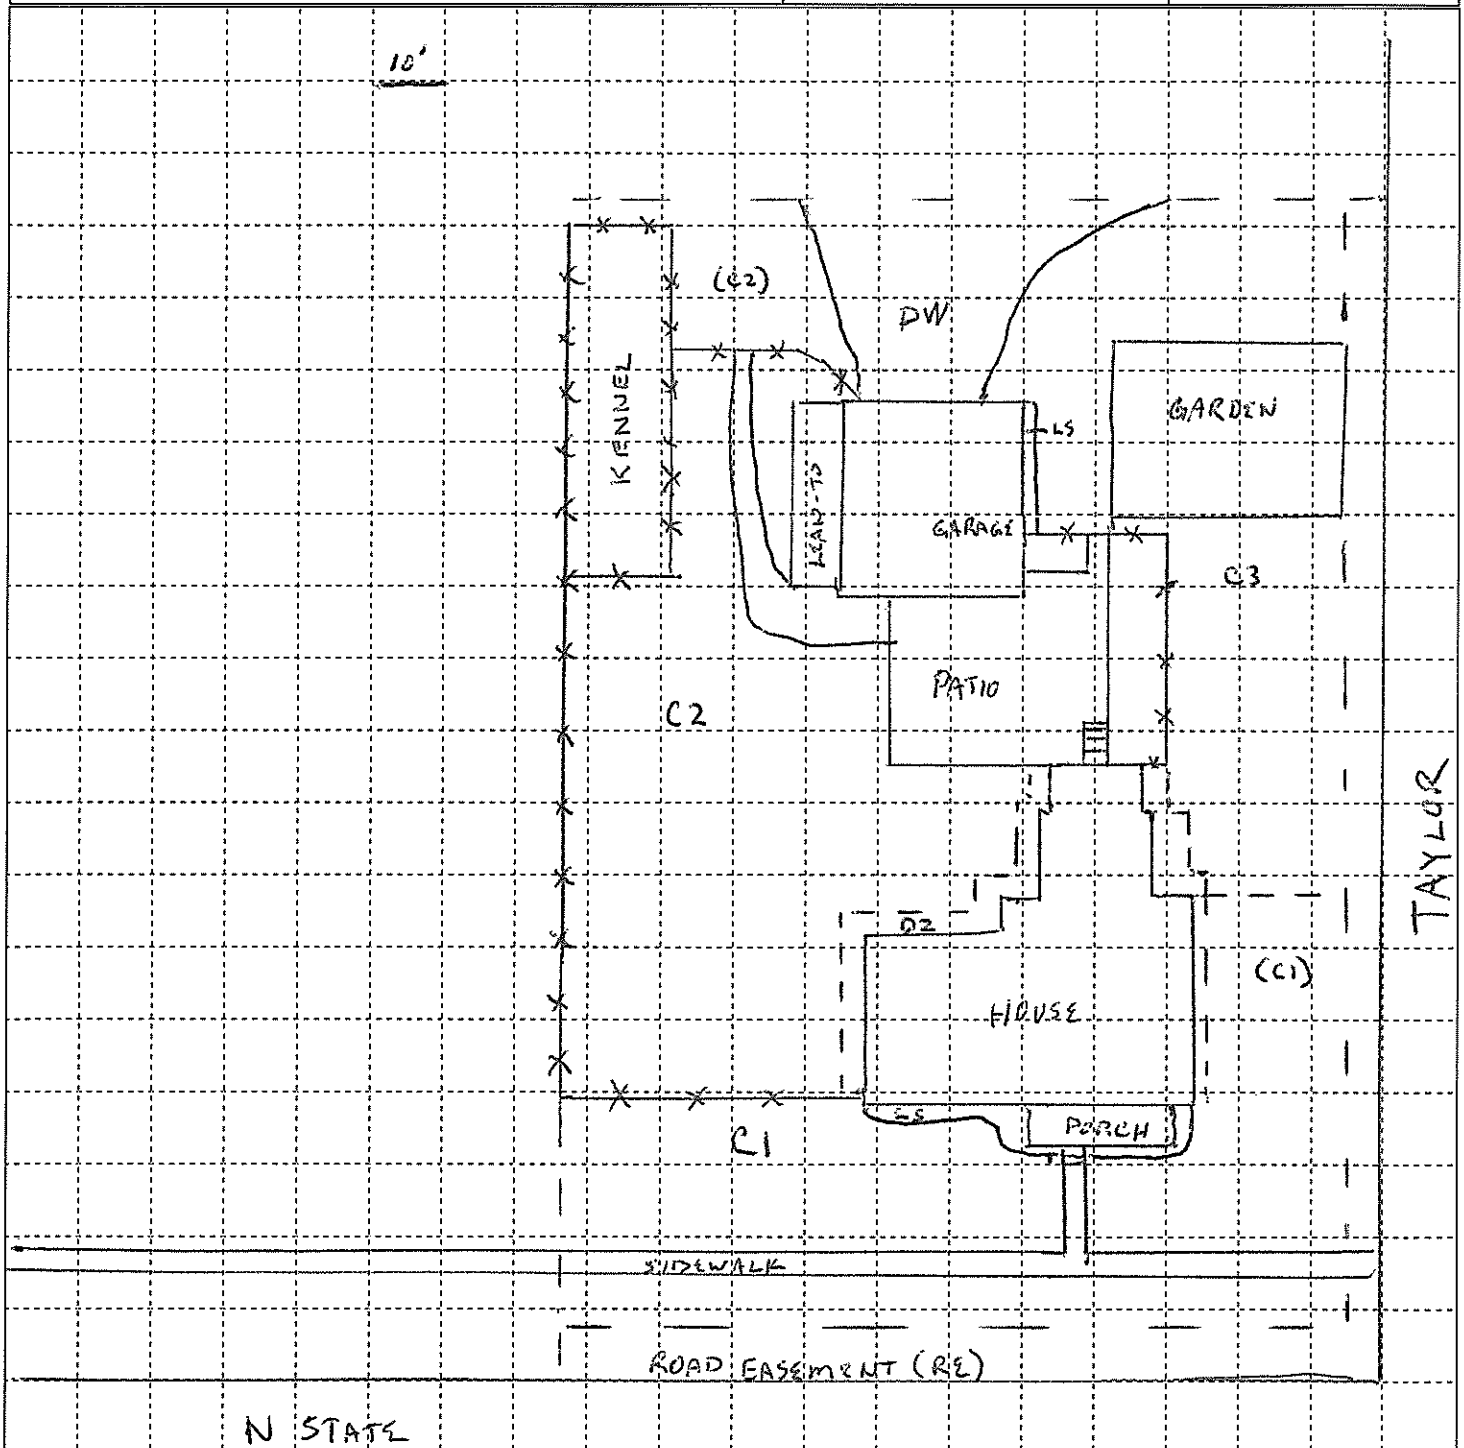 10'
(C2)
DW
KENNEL
GARDEN
LS
LEAN-TO
GARAGE
C3
PATIO
C2
TAYLOR
D2
(C1)
HOUSE
LS
PORCH
C1
SIDEWALK
ROAD EASEMENT (RE)
N STATE